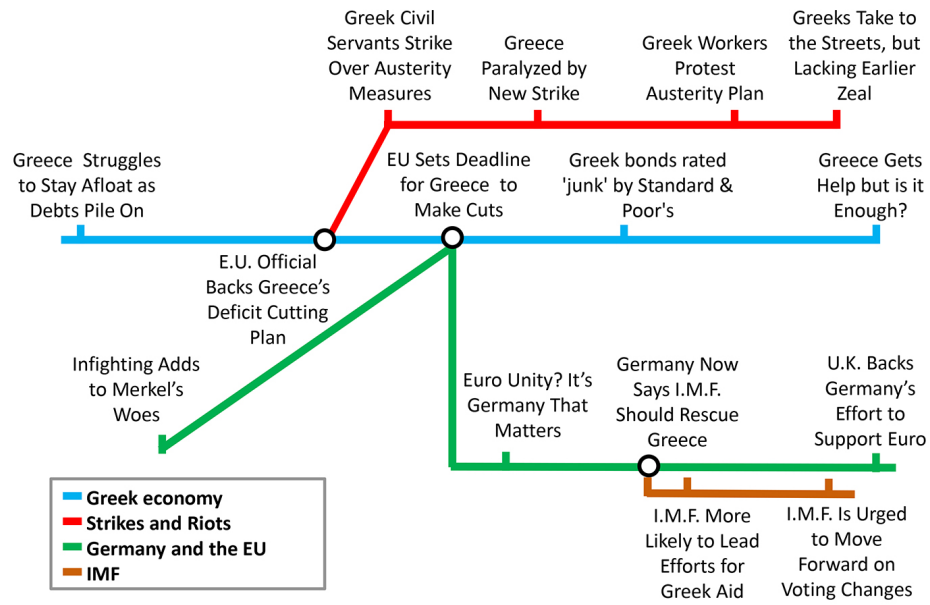 Greek Civil
Servants Strike
Over Austerity
Measures
Greece
Paralyzed by
New Strike
Greek Workers
Protest
Austerity Plan
Greeks Take to
the Streets, but
Lacking Earlier
Zeal
Greece Struggles
to Stay Afloat as
Debts Pile On
EU Sets Deadline
for Greece to
Make Cuts
Greek bonds rated
'junk' by Standard &
Poor's
Greece Gets
Help but is it
Enough?
E.U. Official
Backs Greece’s
Deficit Cutting
Plan
Infighting Adds
to Merkel’s
Woes
Euro Unity? It’s
Germany That
Matters
Germany Now
Says I.M.F.
Should Rescue
Greece
U.K. Backs
Germany’s
Effort to
Support Euro
Greek economy
Strikes and Riots
Germany and the EU
IMF
I.M.F. More
Likely to Lead
Efforts for
Greek Aid
I.M.F. Is Urged
to Move
Forward on
Voting Changes